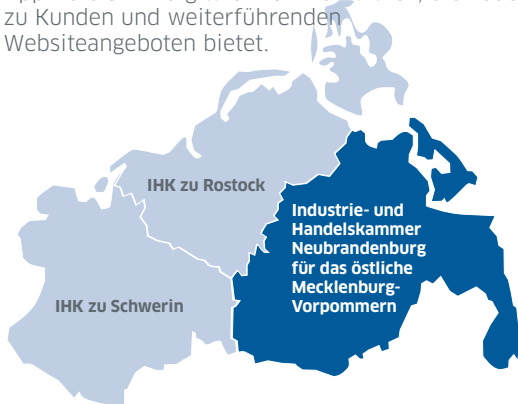 zu Kunden und weiterführenden
Websiteangeboten bietet.
IHK zu Rostock
Industrie- und
Handelskammer
Neubrandenburg
für das östliche
Mecklenburg-
Vorpommern
IHK zu Schwerin